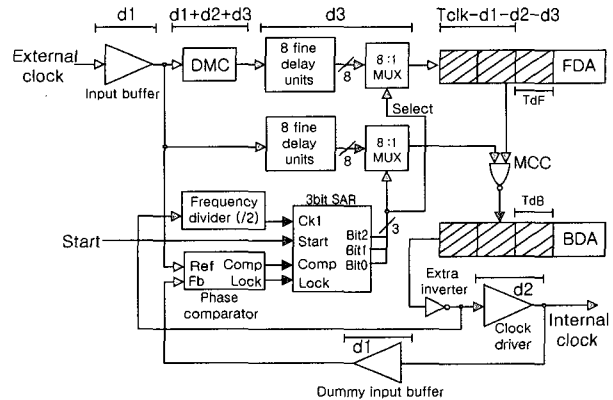 d1
d1+d2+d3
d3
Tclk-d1-d2-d3
External
clock
Input buffer
DMC
8 fine
delay
units
8
8:1
MUX
FDA
TdF
Select
8 fine
delay
units
8
8:1
MUX
MCC
TdB
BDA
Frequency
divider (/2)
3bit SAR
Ck1
Start
Comp
Lock
Bit2
Bit1
Bit0
3
Start
Ref
Fb
Comp
Lock
Phase
comparator
Extra
inverter
d2
Clock
driver
Internal
clock
d1
Dummy input buffer